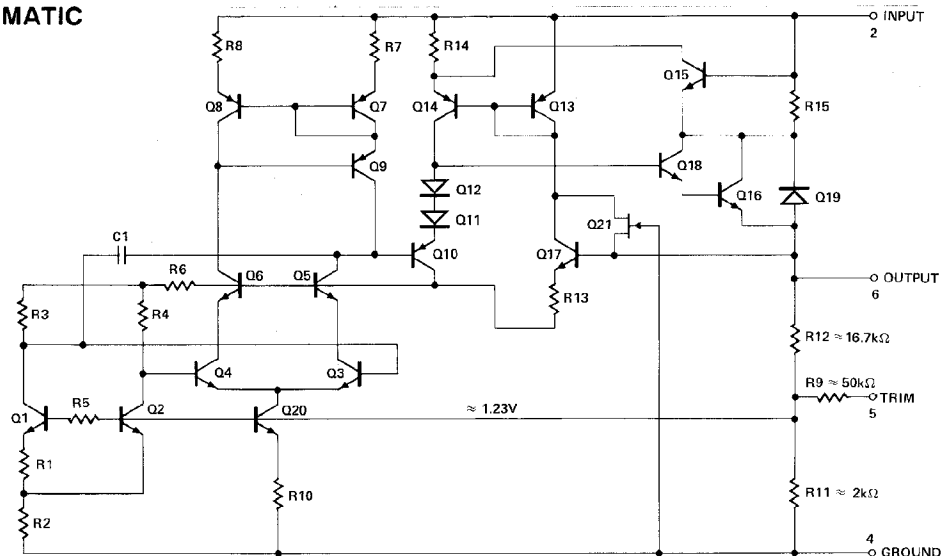 MATIC
INPUT
2
R8
R7
R14
Q15
R15
Q8
Q7
Q14
Q13
Q9
Q18
Q12
Q16
Q19
Q11
Q21
C1
Q10
Q17
R6
Q6
Q5
OUTPUT
6
R3
R4
R13
R12 ≈ 16.7kΩ
Q4
Q3
R9 ≈ 50kΩ
TRIM
5
Q1
R5
Q2
Q20
≈ 1.23V
R1
R10
R11 ≈ 2kΩ
R2
4
GROUND